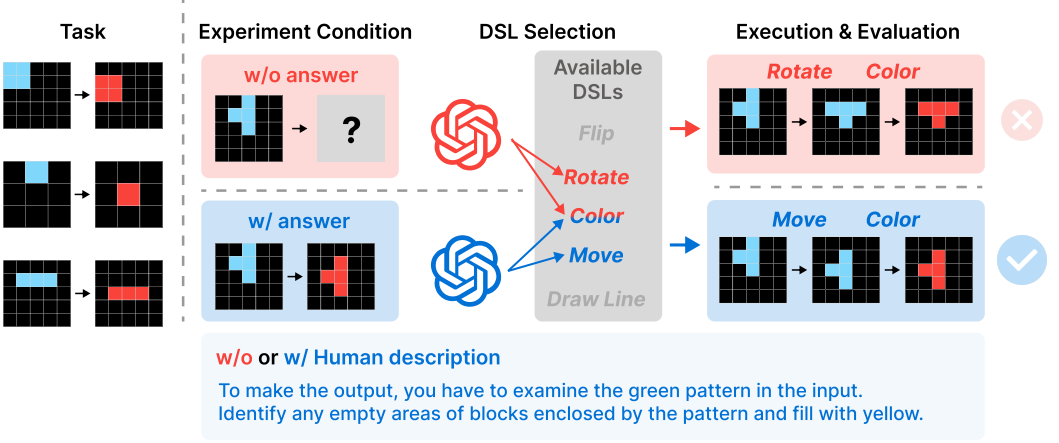 Task
Experiment Condition
DSL Selection
Execution & Evaluation
w/o answer
?
w/ answer
Available
DSLs
Flip
Rotate
Color
Move
Draw Line
Rotate Color
Move Color
w/o or w/ Human description
To make the output, you have to examine the green pattern in the input.
Identify any empty areas of blocks enclosed by the pattern and fill with yellow.